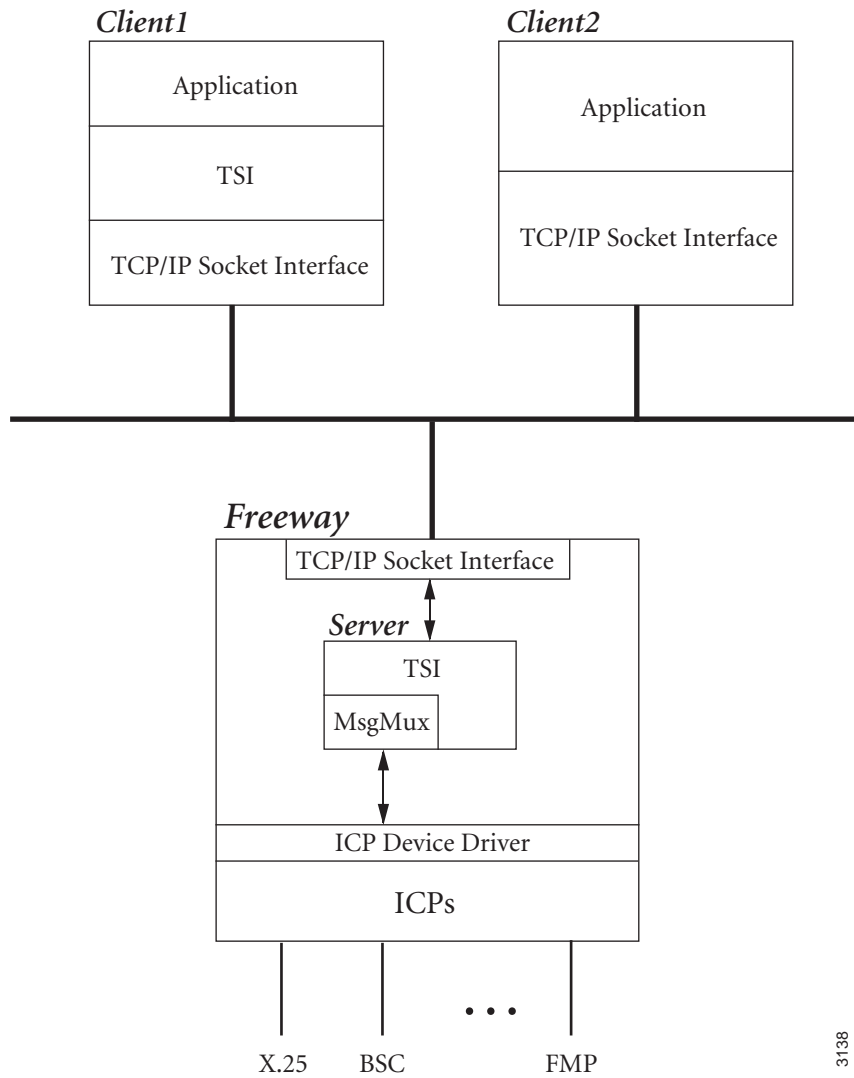 Client1
Client2
Application
Application
TSI
TCP/IP Socket Interface
TCP/IP Socket Interface
Freeway
TCP/IP Socket Interface
Server
TSI
MsgMux
ICP Device Driver
ICPs
• • •
X.25
BSC
FMP
3138